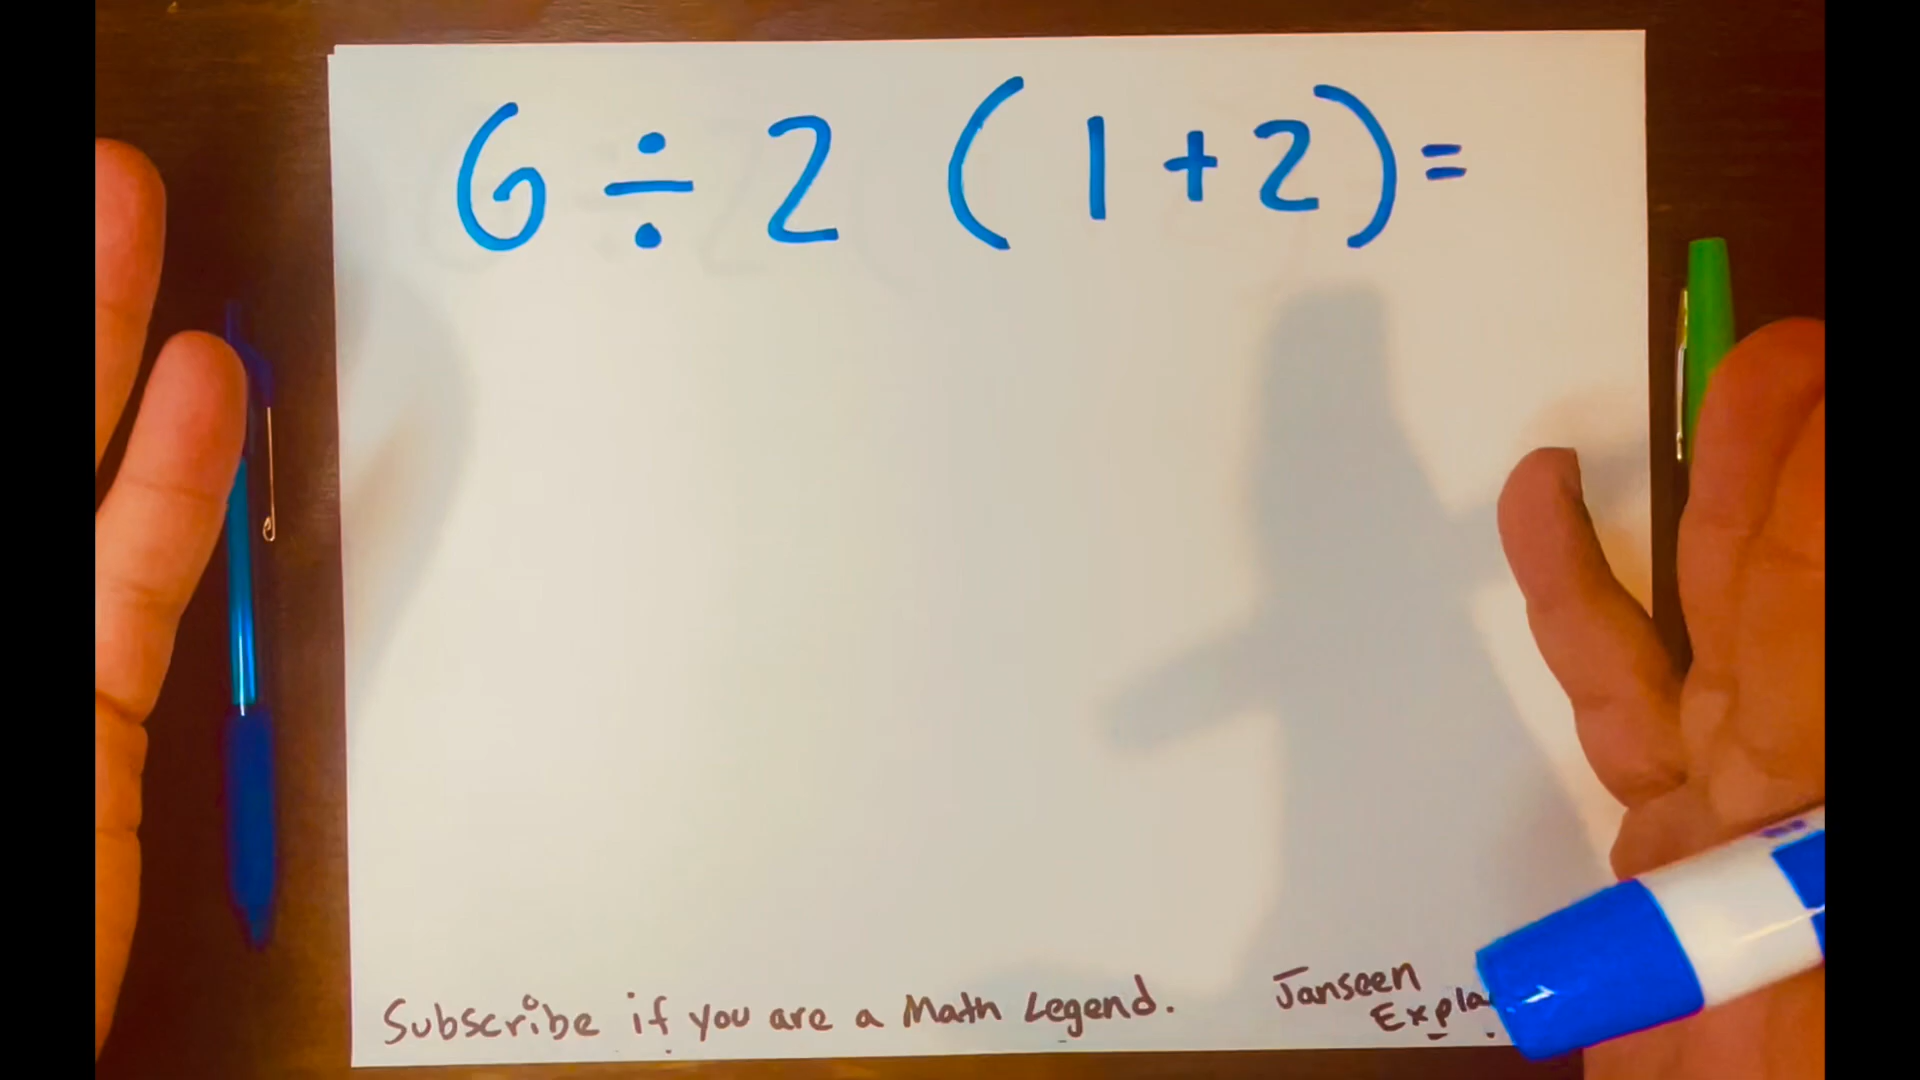 6 ÷ 2 (1 + 2) =
Subscribe if you are a Math Legend.
Janseen